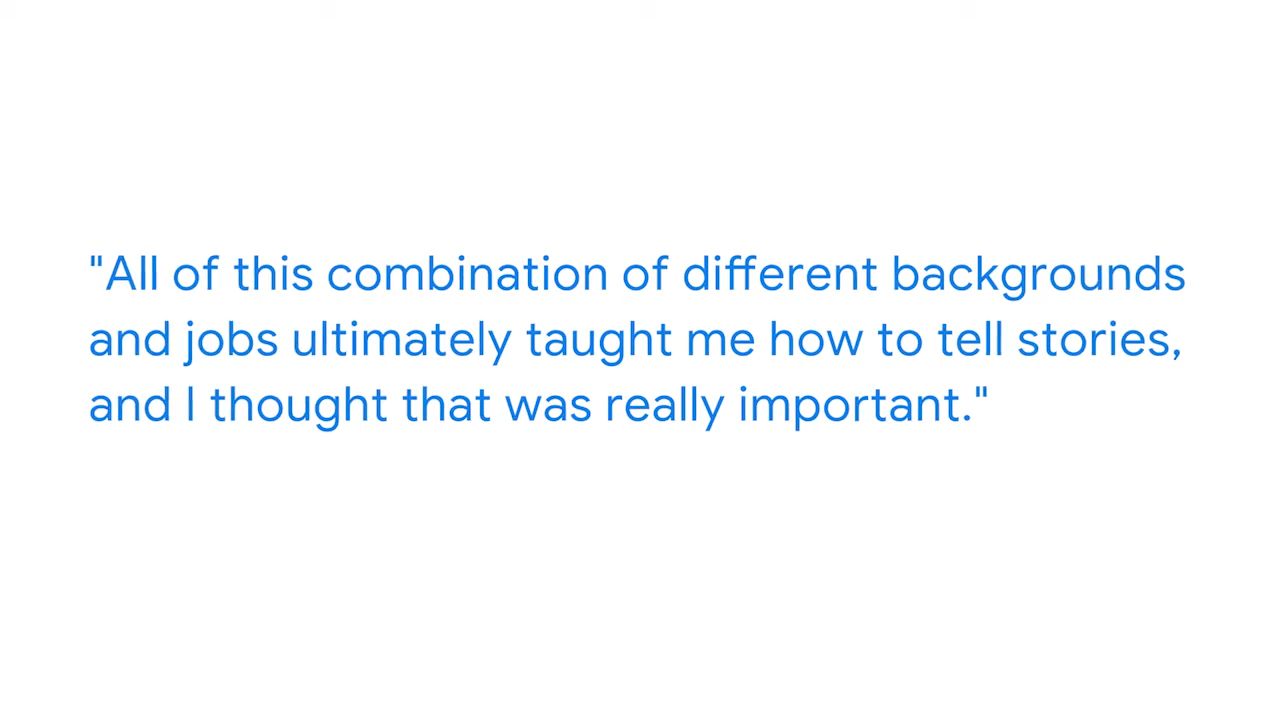 "All of this combination of different backgrounds
and jobs ultimately taught me how to tell stories,
and I thought that was really important."